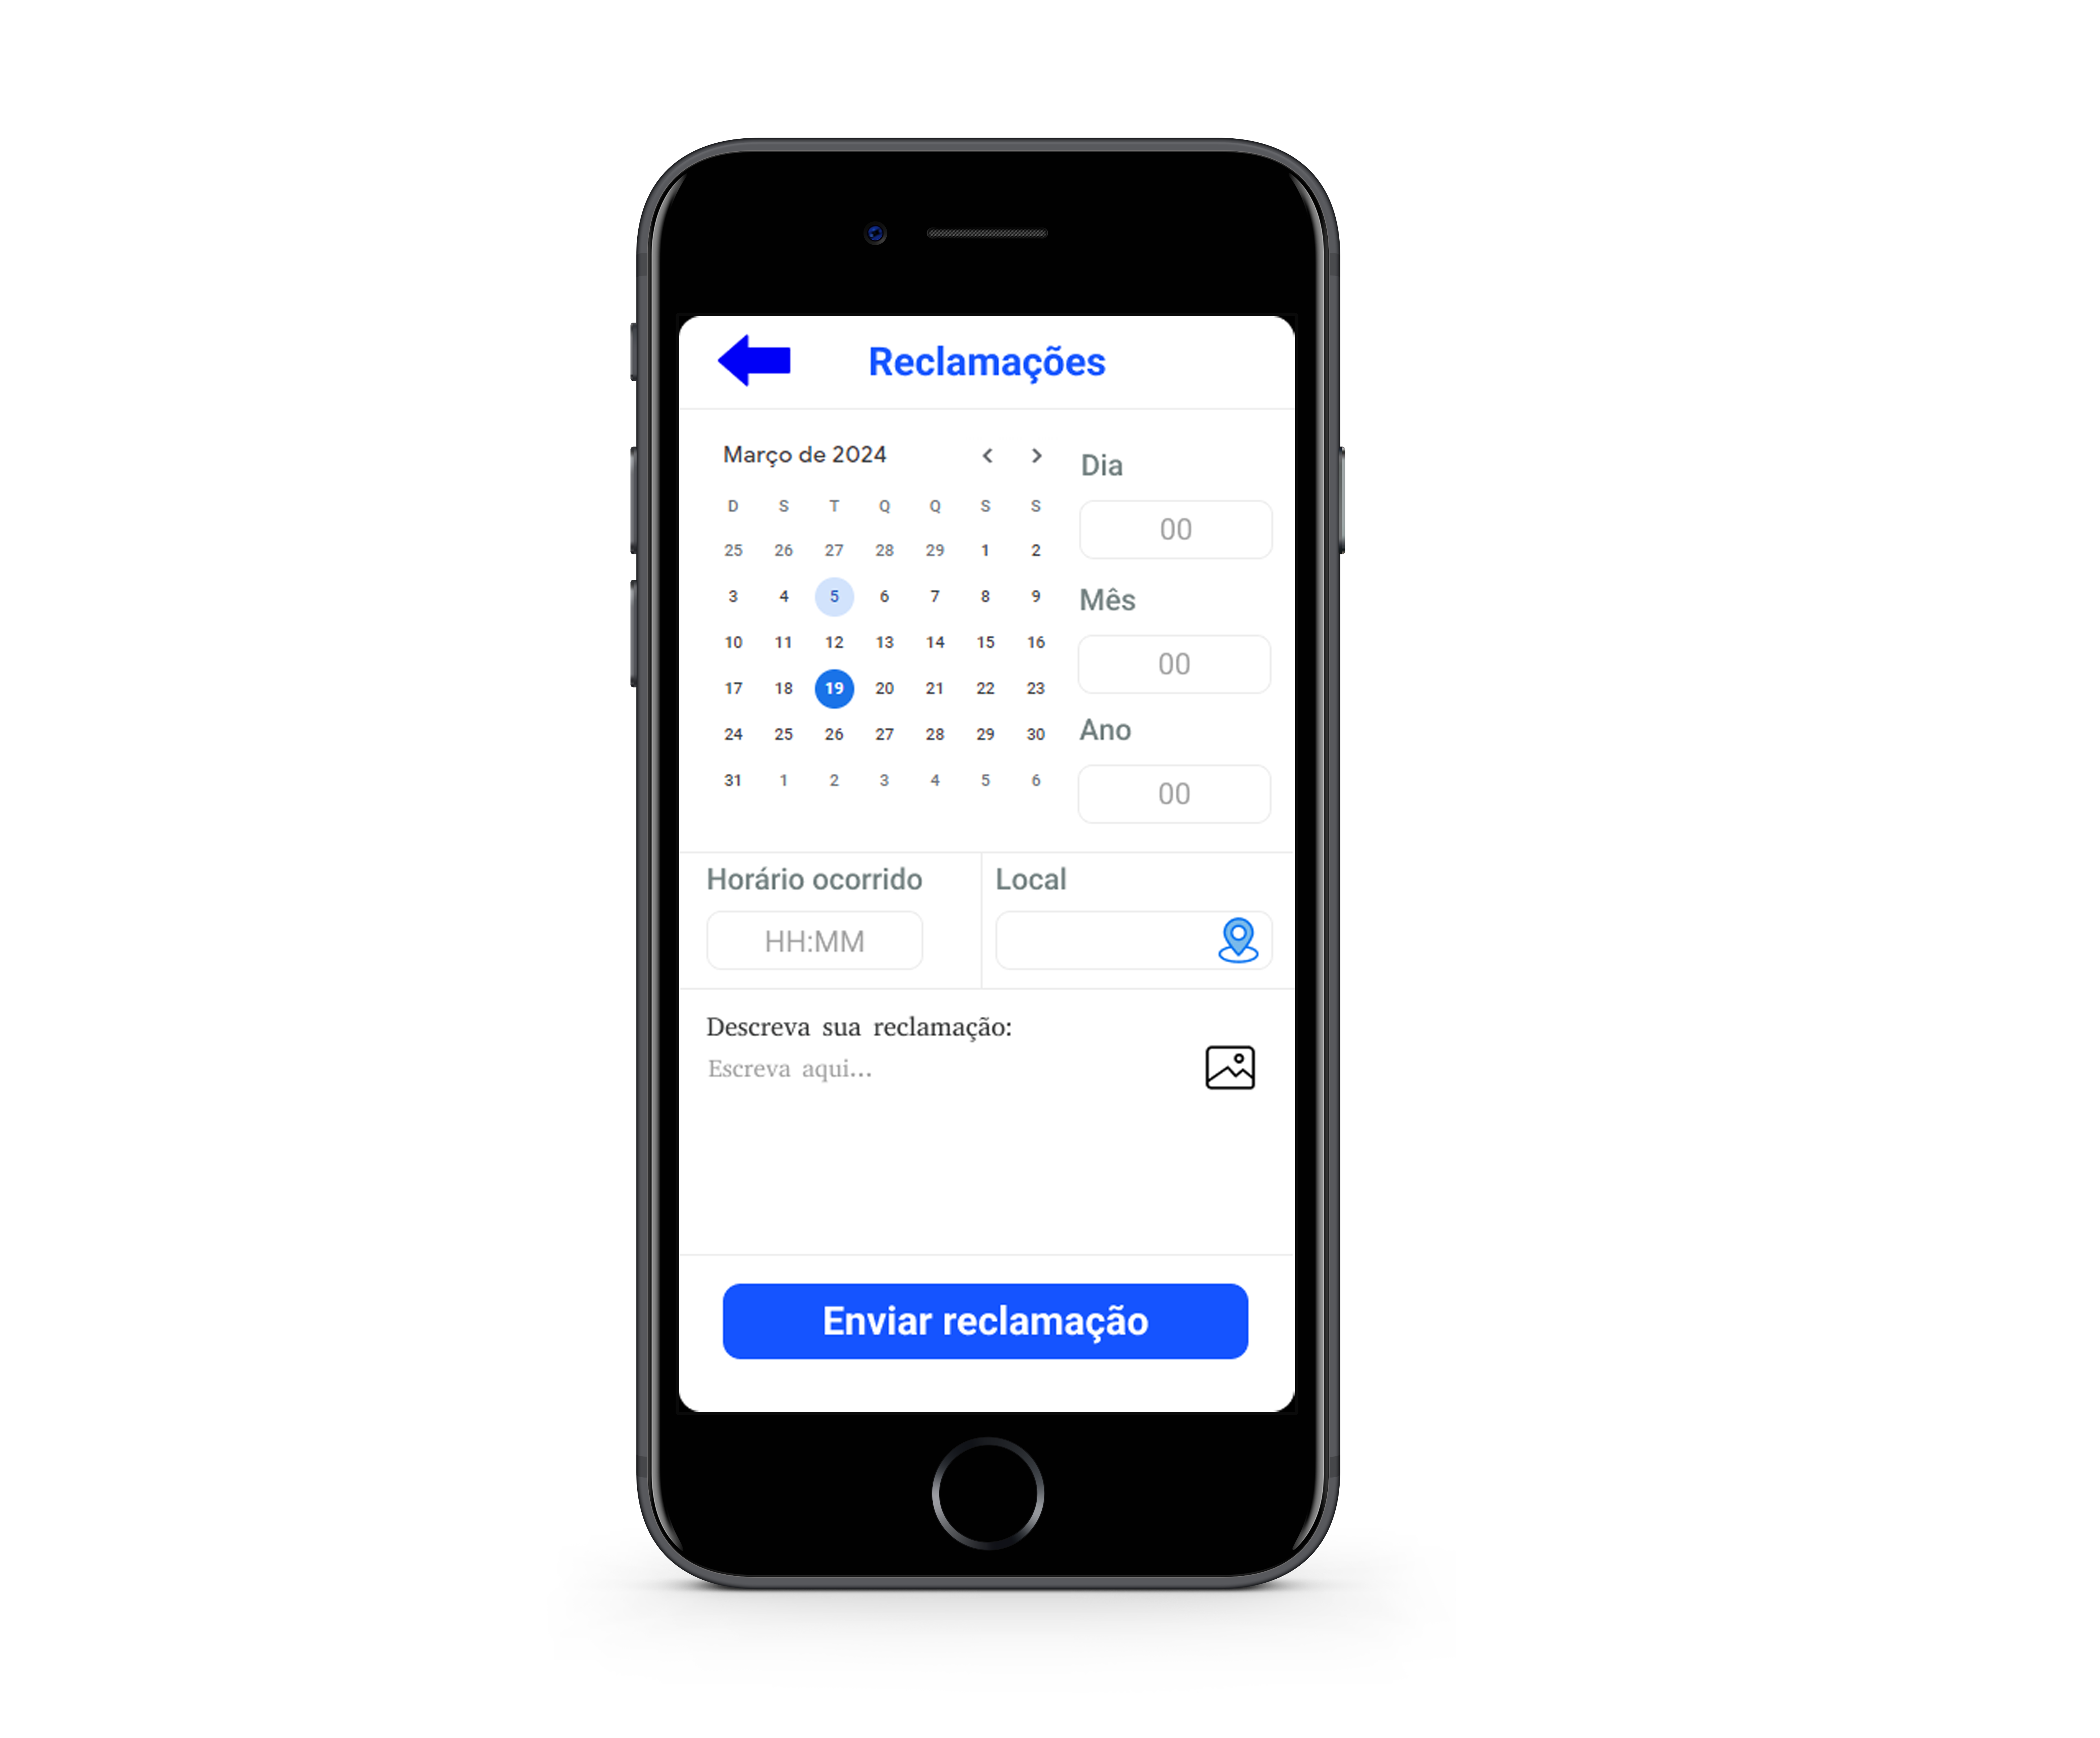 Reclamações
Março de 2024
D S T Q Q S S
25 26 27 28 29 1 2
3 4 5 6 7 8 9
10 11 12 13 14 15 16
17 18 19 20 21 22 23
24 25 26 27 28 29 30
31 1 2 3 4 5 6
Dia
00
Mês
00
Ano
00
Horário ocorrido
HH:MM
Local
Descreva sua reclamação:
Escreva aqui...
Enviar reclamação